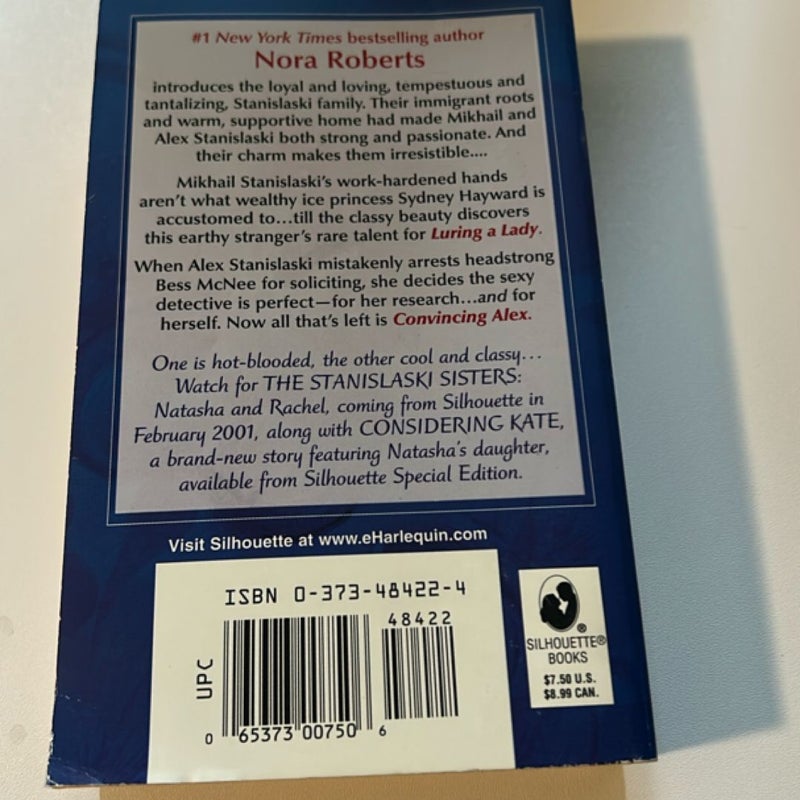 #1 New York Times bestselling author
Nora Roberts
introduces the loyal and loving, tempestuous and
tantalizing, Stanislaski family. Their immigrant roots
and warm, supportive home had made Mikhail and
Alex Stanislaski both strong and passionate. And
their charm makes them irresistible....
Mikhail Stanislaski's work-hardened hands
aren't what wealthy ice princess Sydney Hayward is
accustomed to...till the classy beauty discovers
this earthy stranger's rare talent for Luring a Lady.
When Alex Stanislaski mistakenly arrests headstrong
Bess McNee for soliciting, she decides the sexy
detective is perfect—for her research...and for
herself. Now all that's left is Convincing Alex.
One is hot-blooded, the other cool and classy...
Watch for THE STANISLASKI SISTERS:
Natasha and Rachel, coming from Silhouette in
February 2001, along with CONSIDERING KATE,
a brand-new story featuring Natasha's daughter,
available from Silhouette Special Edition.
Visit Silhouette at www.eHarlequin.com
ISBN 0-373-48422-4
48422
UPC
0 65373 00750 6
SILHOUETTE®
BOOKS
$7.50 U.S.
$8.99 CAN.